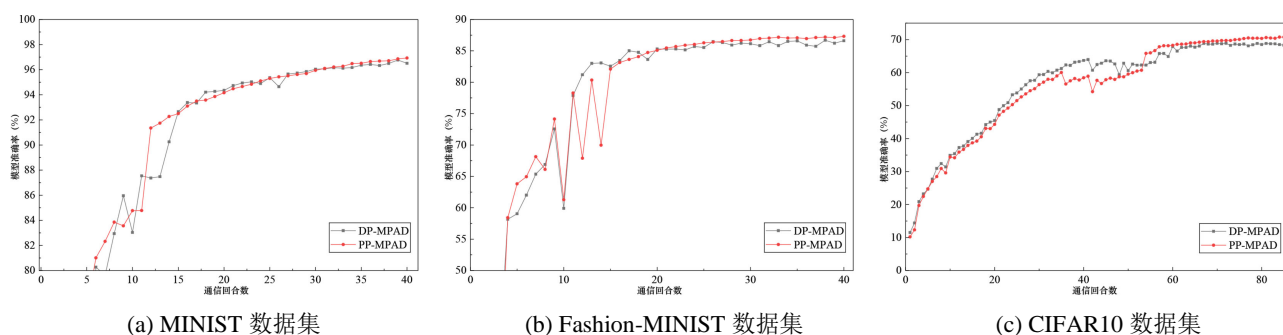 100
98
96
94
92
90
88
86
84
82
80
0 5 10 15 20 25 30 35 40
模型准确率（%）
通信回合数
DP-MPAD
PP-MPAD
(a) MINIST 数据集
90
85
80
75
70
65
60
55
50
0 5 10 15 20 25 30 35 40
模型准确率（%）
通信回合数
DP-MPAD
PP-MPAD
(b) Fashion-MINIST 数据集
70
60
50
40
30
20
10
0
0 20 40 60 80
模型准确率（%）
通信回合数
DP-MPAD
PP-MPAD
(c) CIFAR10 数据集